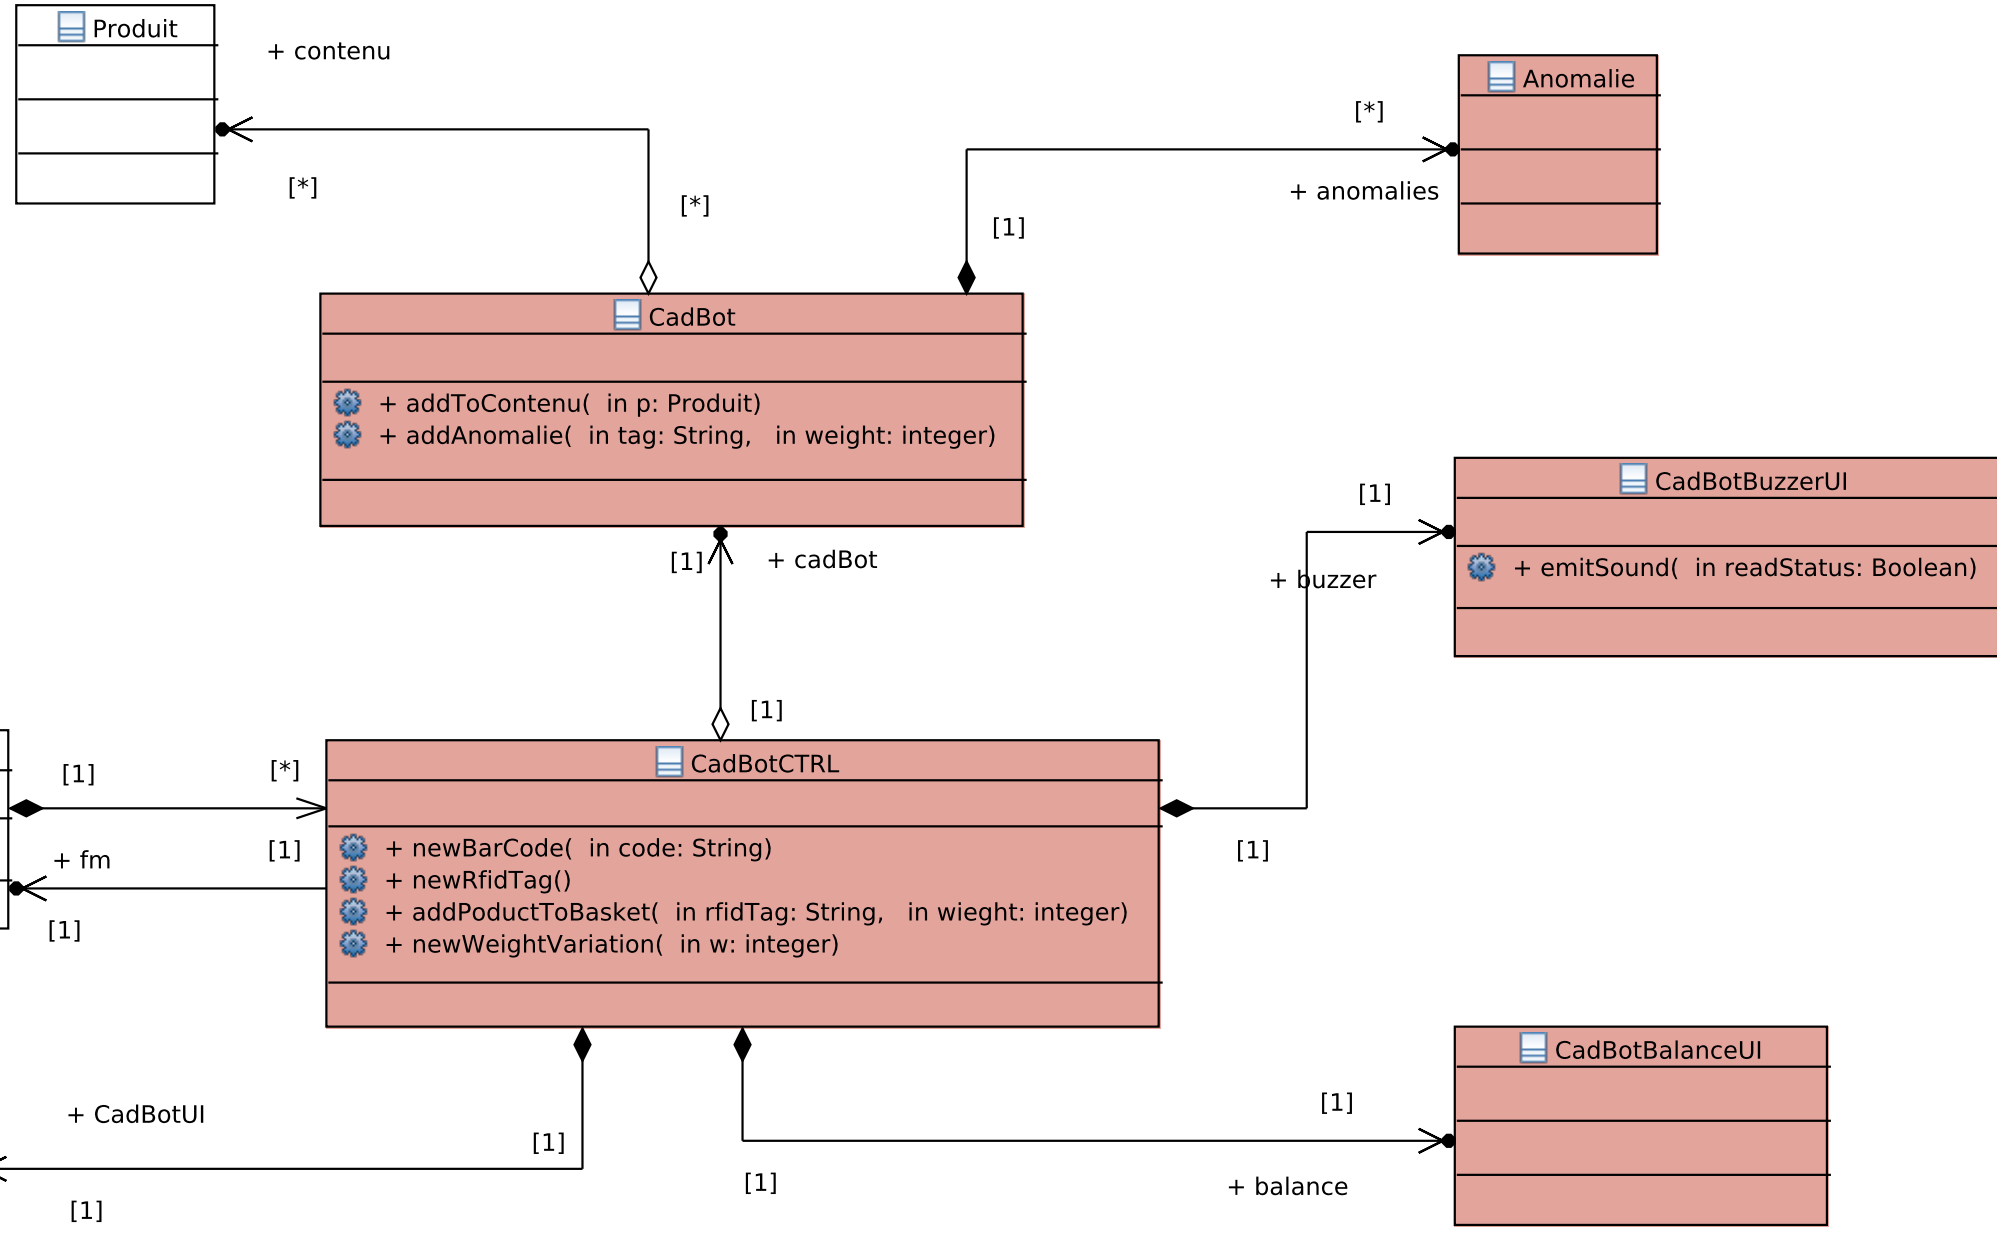 Produit
+ contenu
[*]
[*]
Anomalie
[*]
+ anomalies
[1]
CadBot
+ addToContenu(  in p: Produit)
+ addAnomalie(  in tag: String,   in weight: integer)
[1]
+ cadBot
[1]
CadBotBuzzerUI
+ emitSound(  in readStatus: Boolean)
[1]
+ buzzer
[1]
[1]
[*]
+ fm
[1]
[1]
CadBotCTRL
+ newBarCode(  in code: String)
+ newRfidTag()
+ addPoductToBasket(  in rfidTag: String,   in wieght: integer)
+ newWeightVariation(  in w: integer)
+ CadBotUI
[1]
[1]
[1]
[1]
+ balance
CadBotBalanceUI